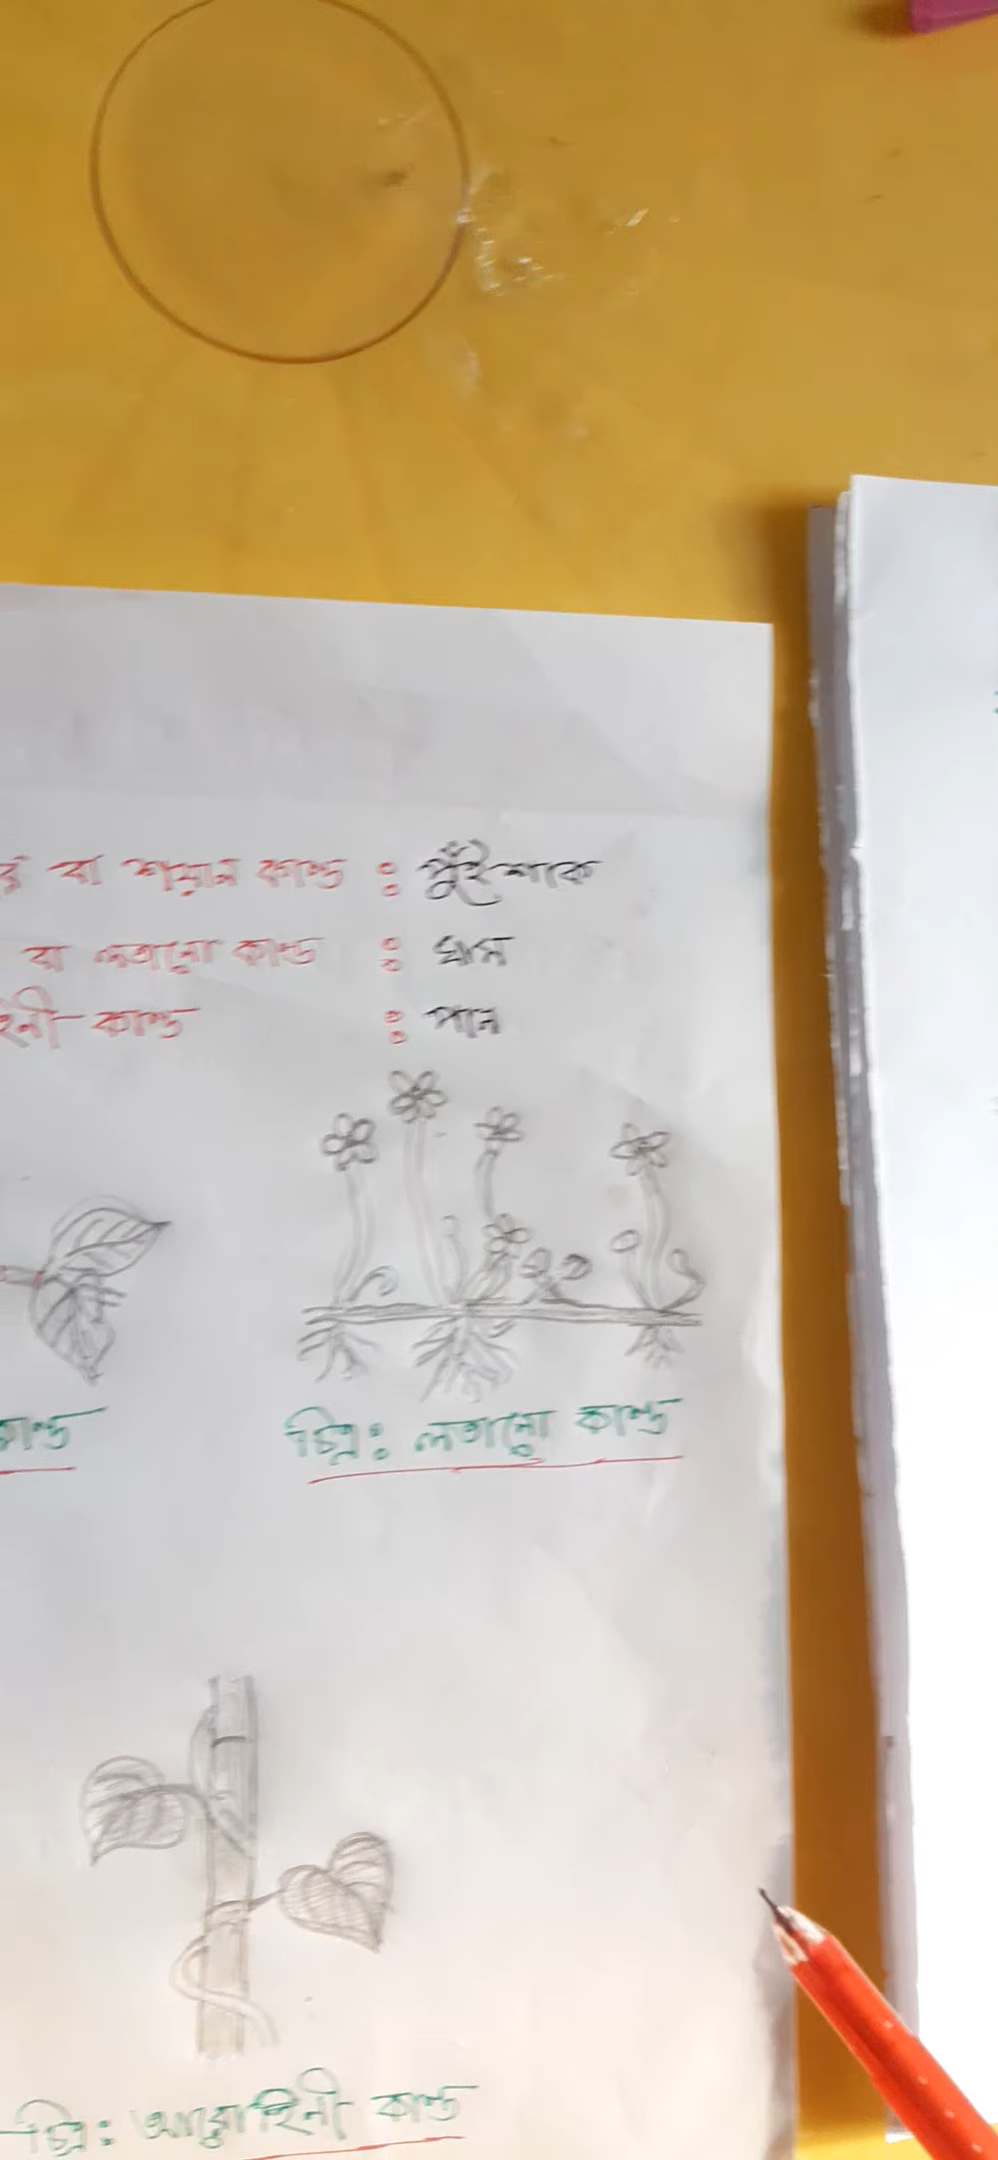 বা শয়ান কান্ড : পুঁইশাক
বা লতানো কান্ড : ঘাস
কান্ড : পান
চিত্র: লতানো কান্ড
চিত্র: আরোহিনী কান্ড